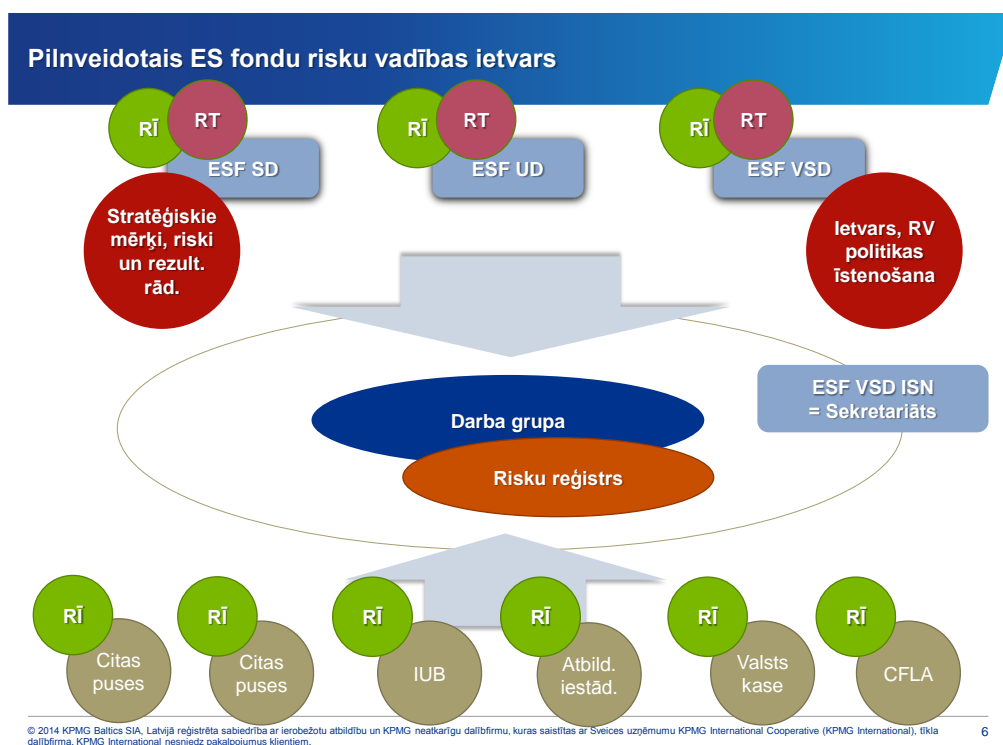 Pilnveidotais ES fondu risku vadības ietvars
RĪ
RT
ESF SD
RĪ
RT
ESF UD
RĪ
RT
ESF VSD
Stratēģiskie
mērķi, riski
un rezult.
rād.
Ietvars, RV
politikas
īstenošana
ESF VSD ISN
= Sekretariāts
Darba grupa
Risku reģistrs
RĪ
Citas
puses
RĪ
Citas
puses
RĪ
IUB
RĪ
Atbild.
iestād.
RĪ
Valsts
kase
RĪ
CFLA
© 2014 KPMG Baltics SIA, Latvijā reģistrēta sabiedrība ar ierobežotu atbildību un KPMG neatkarīgu dalībfirmu, kuras saistītas ar Šveices uzņēmumu KPMG International Cooperative (KPMG International), tīkla
dalībfirma. KPMG International nesniedz pakalpojumus klientiem.
6